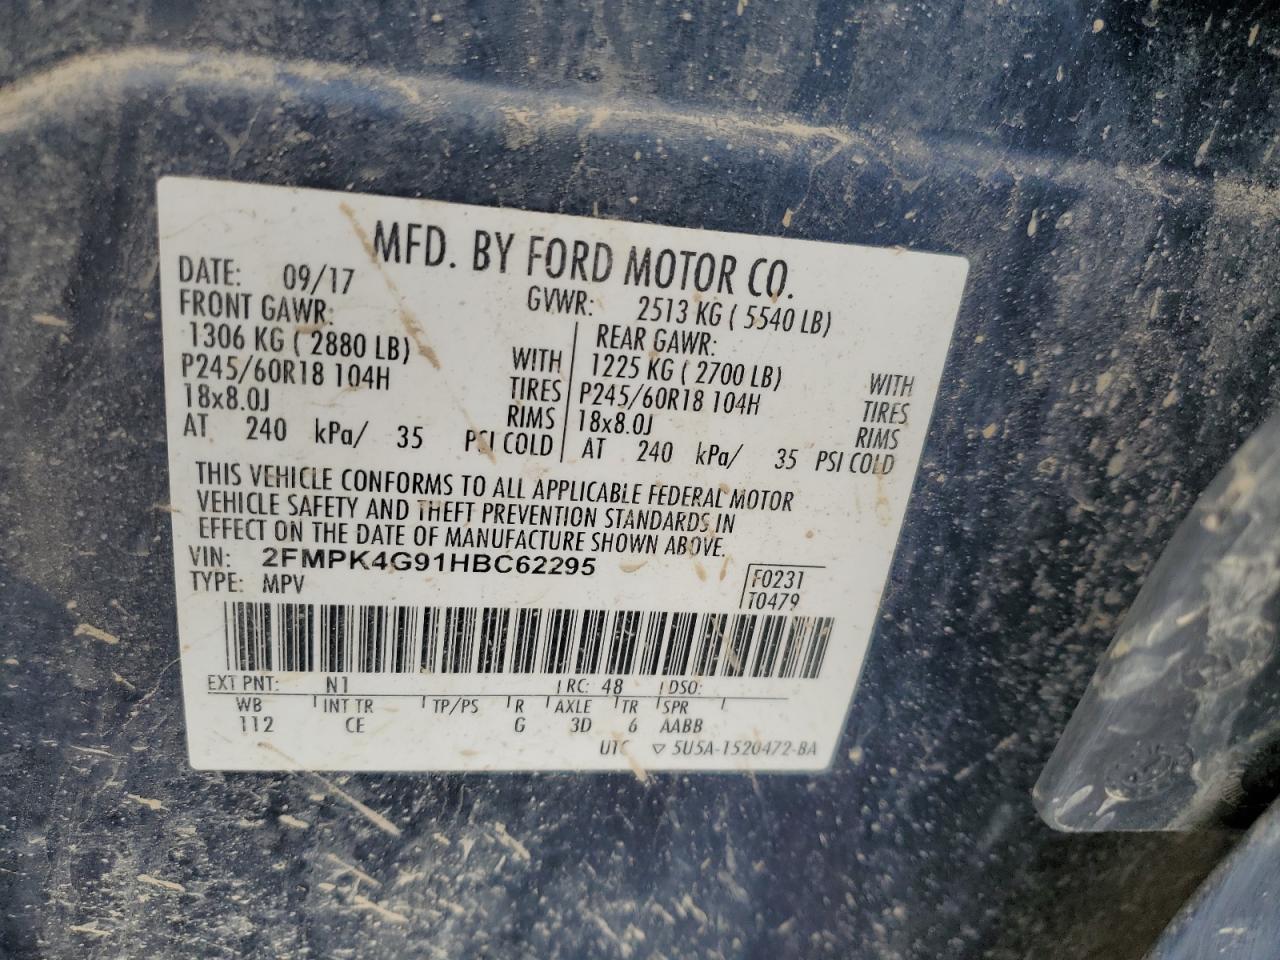 MFD. BY FORD MOTOR CO.
DATE: 09/17 GVWR: 2513 KG ( 5540 LB)
FRONT GAWR: REAR GAWR:
1306 KG ( 2880 LB) WITH 1225 KG ( 2700 LB) WITH
P245/60R18 104H TIRES P245/60R18 104H TIRES
18x8.0J RIMS 18x8.0J RIMS
AT 240 kPa/ 35 PSI COLD AT 240 kPa/ 35 PSI COLD
THIS VEHICLE CONFORMS TO ALL APPLICABLE FEDERAL MOTOR
VEHICLE SAFETY AND THEFT PREVENTION STANDARDS IN
EFFECT ON THE DATE OF MANUFACTURE SHOWN ABOVE.
VIN: 2FMPK4G91HBC62295 F0231
TYPE: MPV T0479
EXT PNT: N1 RC: 48 DSO:
WB INT TR TP/PS R AXLE TR SPR
112 CE G 3D 6 AABB
UTC ▽ 5U5A-1520472-BA